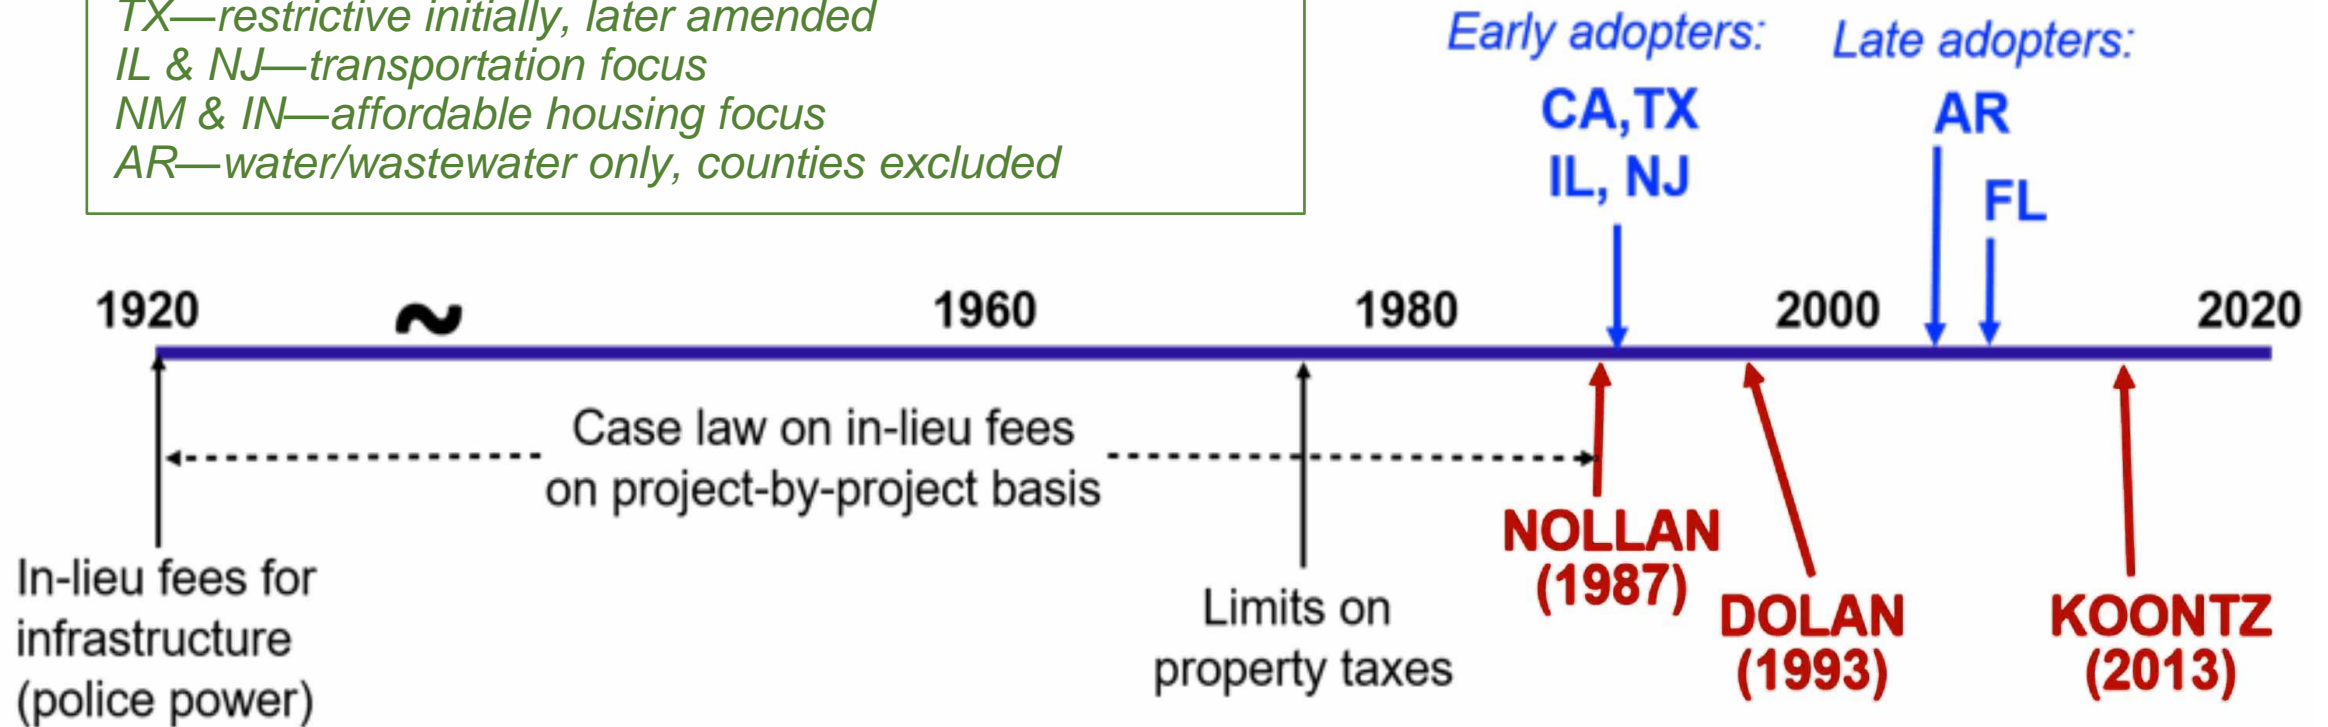 TX—restrictive initially, later amended
IL & NJ—transportation focus
NM & IN—affordable housing focus
AR—water/wastewater only, counties excluded
Early adopters:
CA,TX
IL, NJ
Late adopters:
AR
FL
1920
~
1960
1980
2000
2020
Case law on in-lieu fees
on project-by-project basis
In-lieu fees for
infrastructure
(police power)
Limits on
property taxes
NOLLAN
(1987)
DOLAN
(1993)
KOONTZ
(2013)